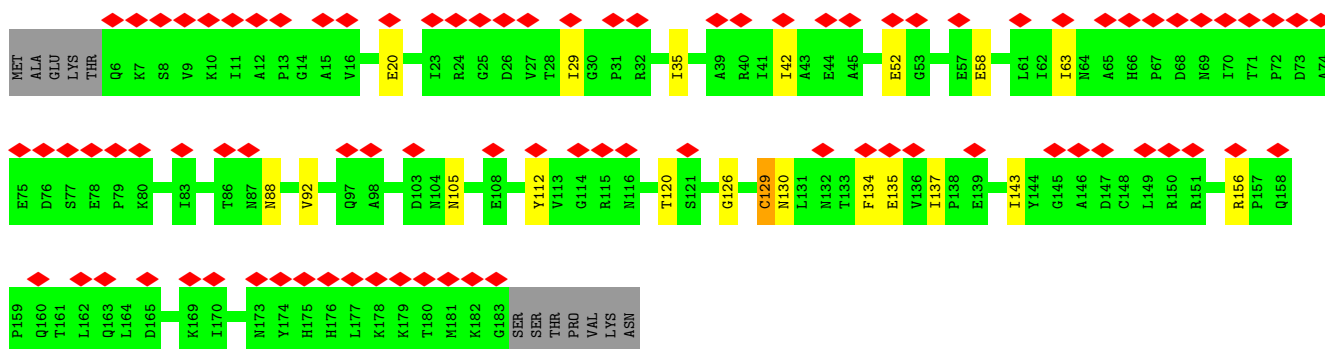 MET ALA GLU LYS THR Q6 K7 S8 V9 K10 I11 A12 P13 G14 A15 V16 E20 I23 R24 G25 D26 V27 T28 I29 G30 P31 R32 I35 A39 R40 I41 I42 A43 E44 A45 E52 G53 E57 E58 L61 I62 I63 N64 A65 H66 P67 D68 N69 I70 T71 P72 D73 A74
E75 D76 S77 E78 P79 K80 I83 T86 N87 N88 V92 Q97 A98 D103 N104 N105 E108 Y112 V113 G114 R115 N116 T120 S121 G126 C129 N130 L131 N132 T133 F134 E135 V136 I137 P138 E139 I143 Y144 G145 A146 D147 C148 L149 R150 R151 R156 P157 Q158
P159 Q160 T161 L162 Q163 L164 D165 K169 I170 N173 Y174 H175 H176 L177 K178 K179 T180 M181 K182 G183 SER SER THR PRO VAL LYS ASN